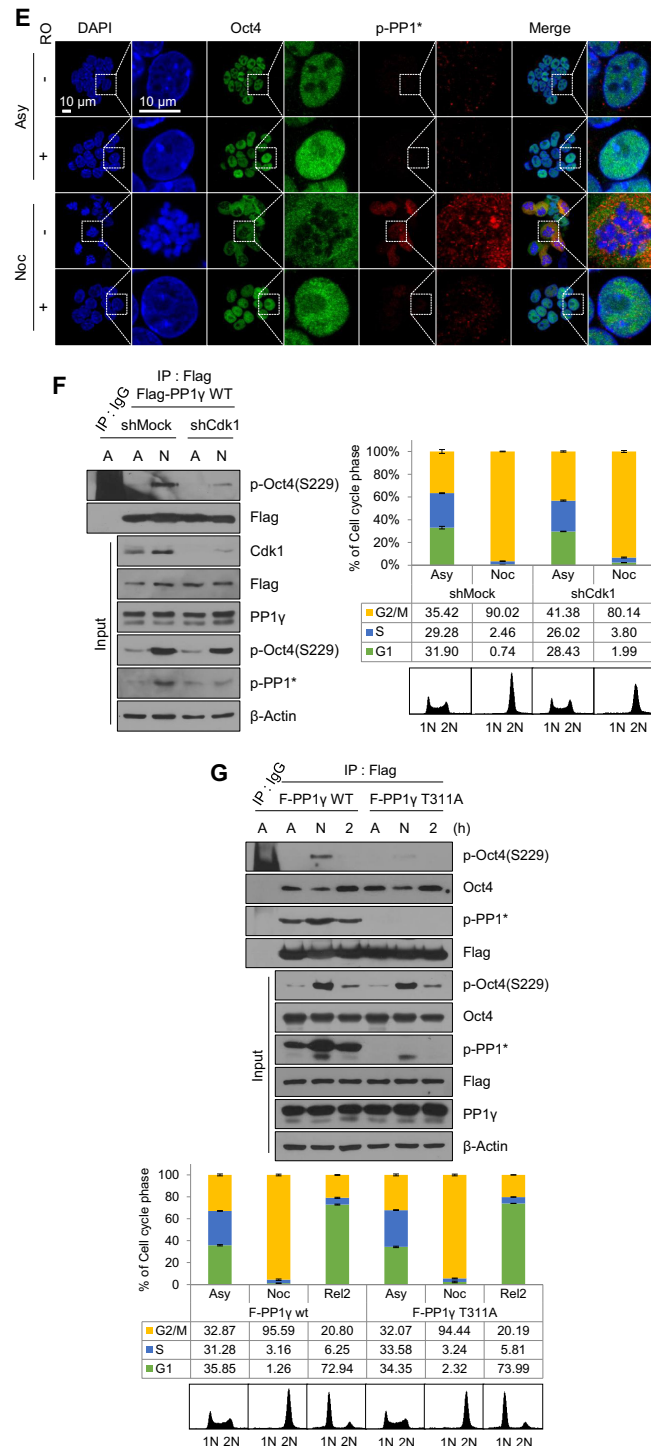 E
RO
DAPI
Oct4
p-PP1*
Merge
Asy
-
10 µm
10 µm
+
Noc
-
+
F
IP : IgG
IP : Flag
Flag-PP1γ WT
shMock
shCdk1
A A N A N
p-Oct4(S229)
Flag
Input
Cdk1
Flag
PP1γ
p-Oct4(S229)
p-PP1*
β-Actin
% of Cell cycle phase
100%
80%
60%
40%
20%
0%
Asy Noc Asy Noc
shMock shCdk1
G2/M 35.42 90.02 41.38 80.14
S 29.28 2.46 26.02 3.80
G1 31.90 0.74 28.43 1.99
1N 2N 1N 2N 1N 2N 1N 2N
G
IP : IgG
IP : Flag
F-PP1γ WT F-PP1γ T311A
A A N 2 A N 2 (h)
p-Oct4(S229)
Oct4
p-PP1*
Flag
Input
p-Oct4(S229)
Oct4
p-PP1*
Flag
PP1γ
β-Actin
% of Cell cycle phase
100
80
60
40
20
0
Asy Noc Rel2 Asy Noc Rel2
F-PP1γ wt F-PP1γ T311A
G2/M 32.87 95.59 20.80 32.07 94.44 20.19
S 31.28 3.16 6.25 33.58 3.24 5.81
G1 35.85 1.26 72.94 34.35 2.32 73.99
1N 2N 1N 2N 1N 2N 1N 2N 1N 2N 1N 2N